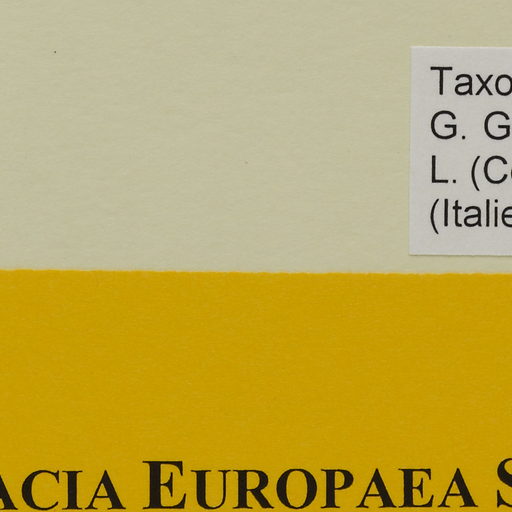 Taxo
G. G
L. (C
(Italie
ACIA EUROPAEA S